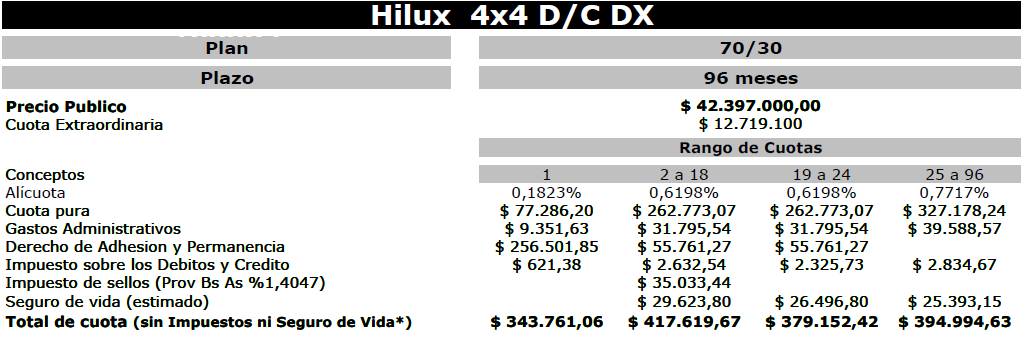 Hilux 4x4 D/C DX
Plan 70/30
Plazo 96 meses
Precio Publico $ 42.397.000,00
Cuota Extraordinaria $ 12.719.100
Rango de Cuotas
Conceptos 1 2 a 18 19 a 24 25 a 96
Alícuota 0,1823% 0,6198% 0,6198% 0,7717%
Cuota pura $ 77.286,20 $ 262.773,07 $ 262.773,07 $ 327.178,24
Gastos Administrativos $ 9.351,63 $ 31.795,54 $ 31.795,54 $ 39.588,57
Derecho de Adhesion y Permanencia $ 256.501,85 $ 55.761,27 $ 55.761,27
Impuesto sobre los Debitos y Credito $ 621,38 $ 2.632,54 $ 2.325,73 $ 2.834,67
Impuesto de sellos (Prov Bs As %1,4047) $ 35.033,44
Seguro de vida (estimado) $ 29.623,80 $ 26.496,80 $ 25.393,15
Total de cuota (sin Impuestos ni Seguro de Vida*) $ 343.761,06 $ 417.619,67 $ 379.152,42 $ 394.994,63